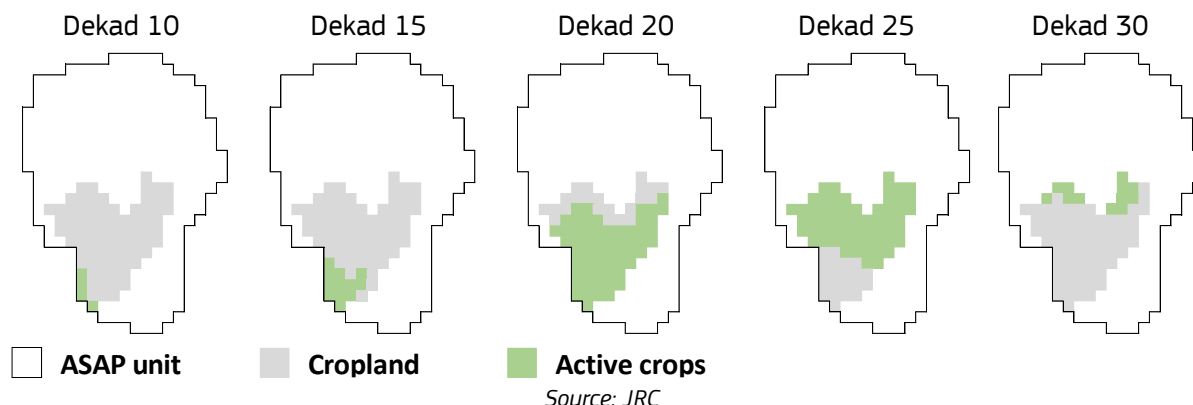 Dekad 10 Dekad 15 Dekad 20 Dekad 25 Dekad 30
ASAP unit Cropland Active crops
Source: JRC